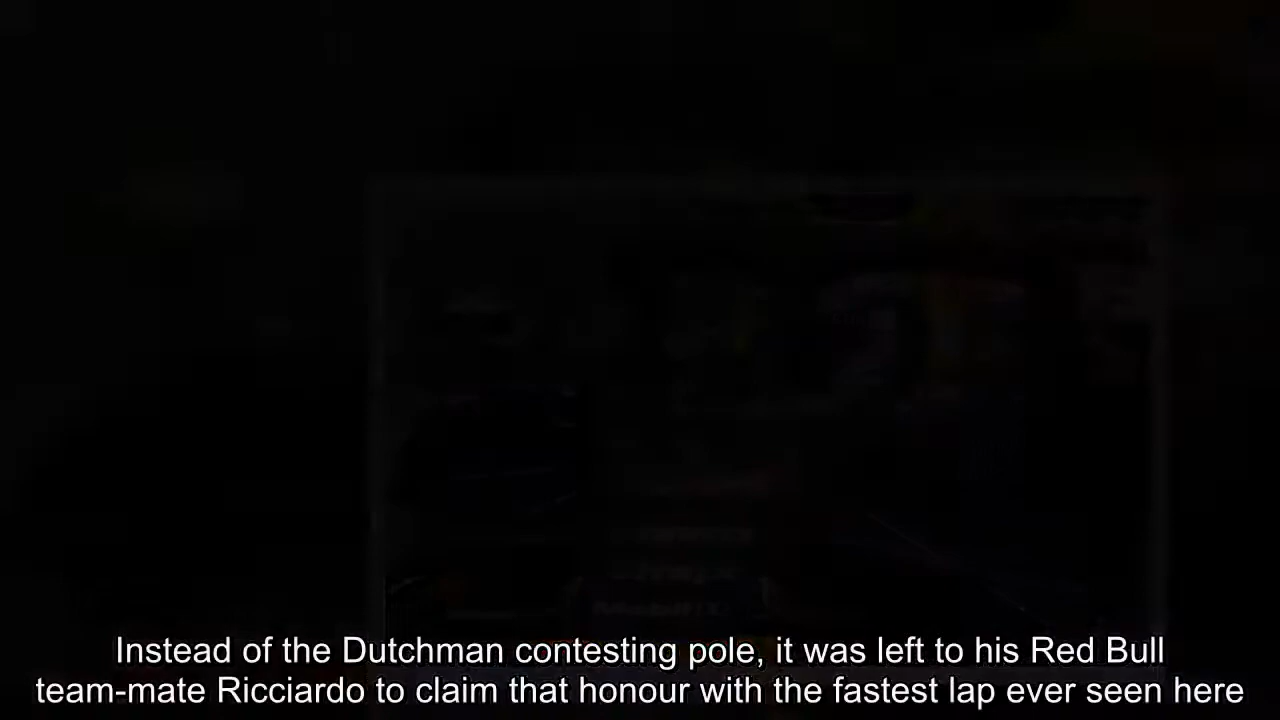 Instead of the Dutchman contesting pole, it was left to his Red Bull
team-mate Ricciardo to claim that honour with the fastest lap ever seen here